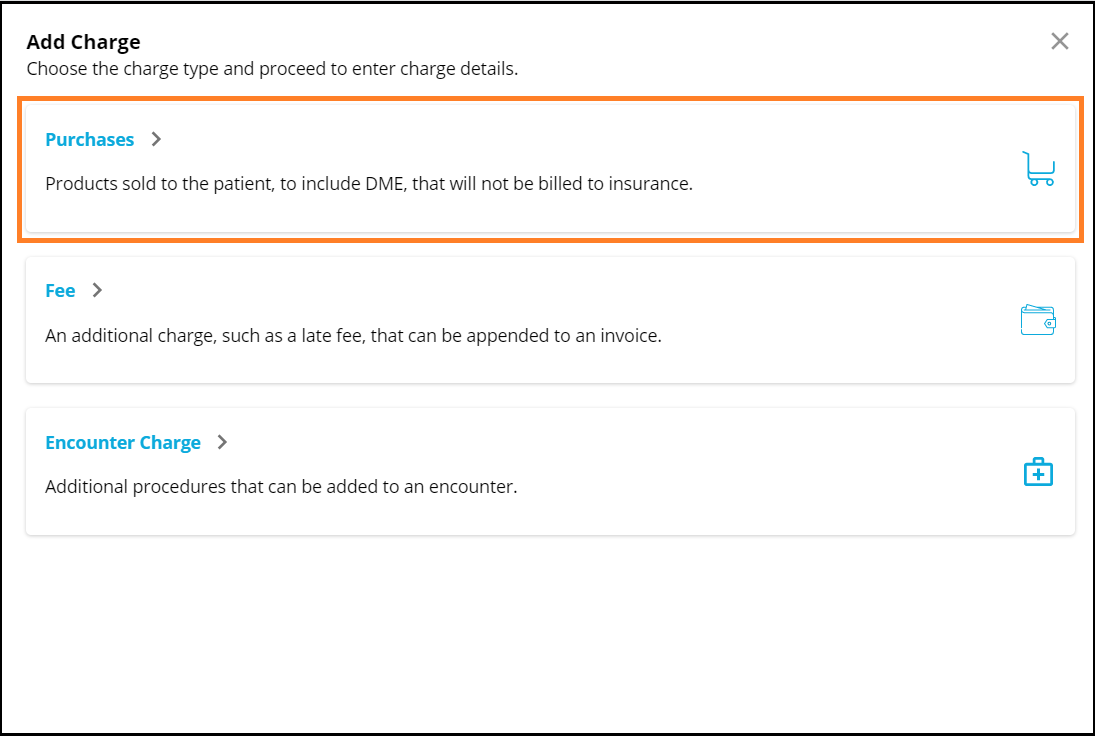 Add Charge
Choose the charge type and proceed to enter charge details.
Purchases
Products sold to the patient, to include DME, that will not be billed to insurance.
Fee
An additional charge, such as a late fee, that can be appended to an invoice.
Encounter Charge
Additional procedures that can be added to an encounter.